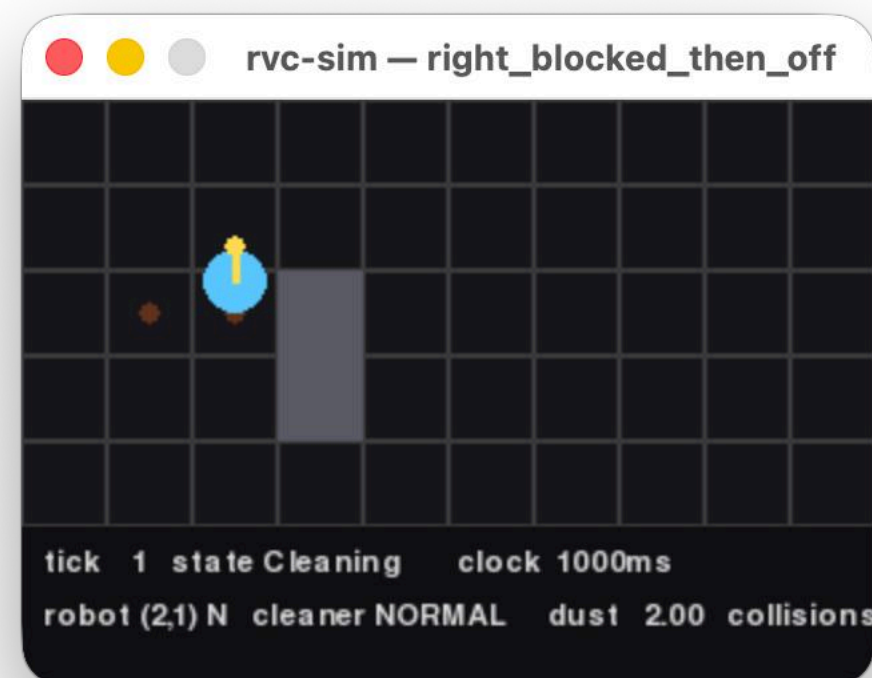 rvc-sim — right_blocked_then_off
tick 1 state Cleaning clock 1000ms
robot (2,1) N cleaner NORMAL dust 2.00 collisions